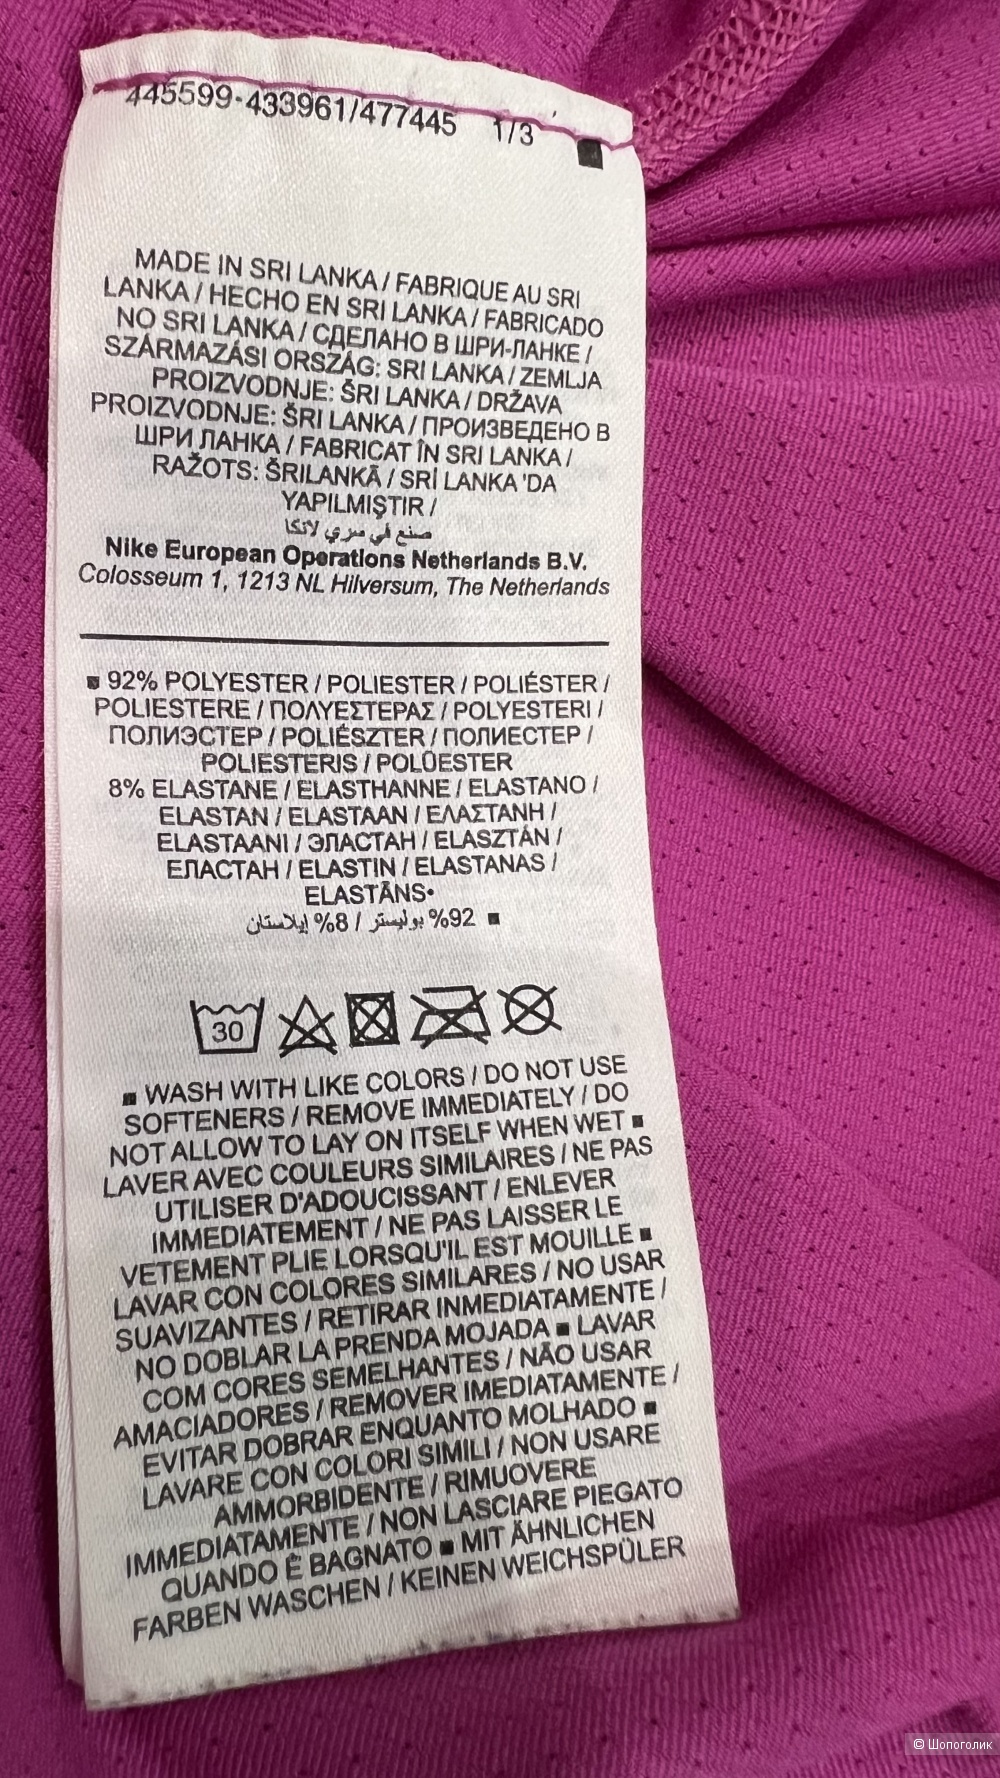 445599-433961/477445 1/3
MADE IN SRI LANKA / FABRIQUE AU SRI
LANKA / HECHO EN SRI LANKA / FABRICADO
NO SRI LANKA / СДЕЛАНО В ШРИ-ЛАНКЕ /
SZÁRMAZÁSI ORSZÁG: SRI LANKA / ZEMLJA
PROIZVODNJE: ŠRI LANKA / DRŽAVA
PROIZVODNJE: ŠRI LANKA / ПРОИЗВЕДЕНО В
ШРИ ЛАНКА / FABRICAT ÎN SRI LANKA /
RAŽOTS: ŠRILANKĀ / SRİ LANKA 'DA
YAPILMIŞTIR /
صنع في سري لانكا
Nike European Operations Netherlands B.V.
Colosseum 1, 1213 NL Hilversum, The Netherlands
■ 92% POLYESTER / POLIESTER / POLIÉSTER /
POLIESTERE / ΠΟΛΥΕΣΤΕΡΑΣ / POLYESTERI /
ПОЛИЭСТЕР / POLIÉSZTER / ПОЛИЕСТЕР /
POLIESTERIS / POLÜESTER
8% ELASTANE / ELASTHANNE / ELASTANO /
ELASTAN / ELASTAAN / ΕΛΑΣΤΑΝΗ /
ELASTAANI / ЭЛАСТАН / ELASZTÁN /
ЕЛАСТАН / ELASTIN / ELASTANAS /
ELASTĀNS•
■ 92% بوليستر / 8% إيلاستان
30
■ WASH WITH LIKE COLORS / DO NOT USE
SOFTENERS / REMOVE IMMEDIATELY / DO
NOT ALLOW TO LAY ON ITSELF WHEN WET ■
LAVER AVEC COULEURS SIMILAIRES / NE PAS
UTILISER D'ADOUCISSANT / ENLEVER
IMMEDIATEMENT / NE PAS LAISSER LE
VETEMENT PLIE LORSQU'IL EST MOUILLE ■
LAVAR CON COLORES SIMILARES / NO USAR
SUAVIZANTES / RETIRAR INMEDIATAMENTE /
NO DOBLAR LA PRENDA MOJADA ■ LAVAR
COM CORES SEMELHANTES / NÃO USAR
AMACIADORES / REMOVER IMEDIATAMENTE /
EVITAR DOBRAR ENQUANTO MOLHADO ■
LAVARE CON COLORI SIMILI / NON USARE
AMMORBIDENTE / RIMUOVERE
IMMEDIATAMENTE / NON LASCIARE PIEGATO
QUANDO È BAGNATO ■ MIT ÄHNLICHEN
FARBEN WASCHEN / KEINEN WEICHSPÜLER
© Шопоголик